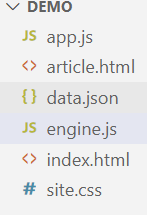 DEMO
JS app.js
<> article.html
{} data.json
JS engine.js
<> index.html
# site.css